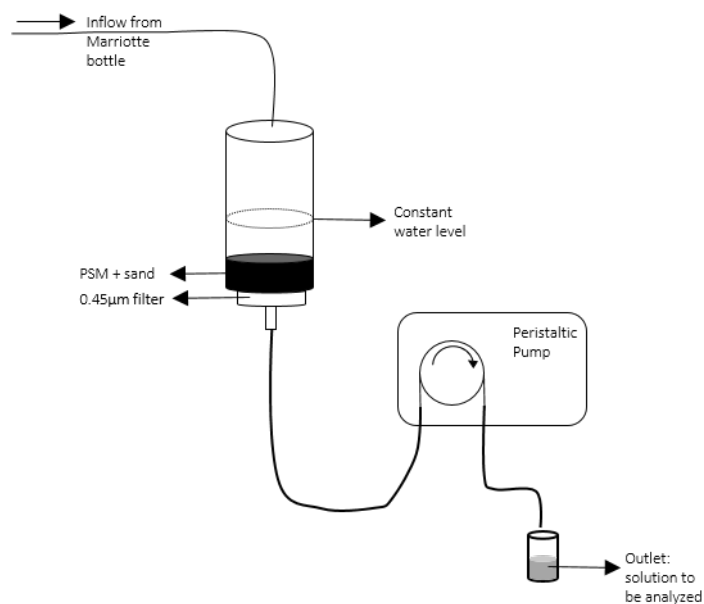 Inflow from
Marriotte
bottle
Constant
water level
PSM + sand
0.45µm filter
Peristaltic
Pump
Outlet:
solution to
be analyzed